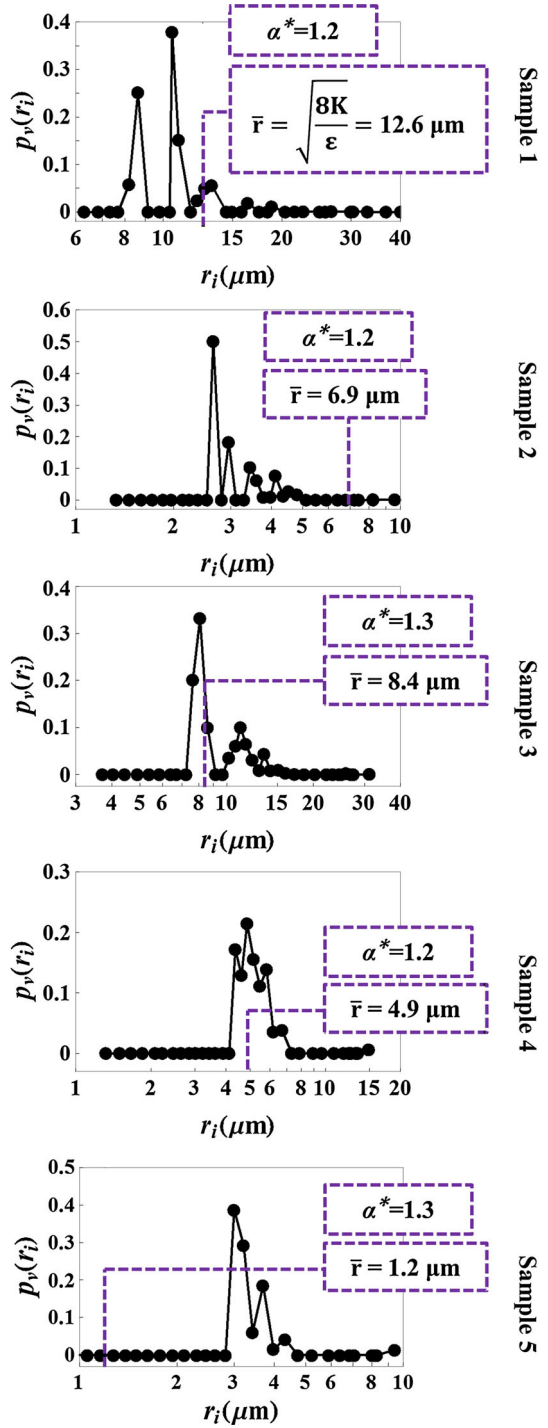 0.4
0.3
0.2
0.1
0
p_v(r_i)
α*=1.2
r̄ = √(8K/ε) = 12.6 μm
6 8 10 15 20 30 40
r_i(μm)
Sample 1
0.6
0.5
0.4
0.3
0.2
0.1
0
p_v(r_i)
α*=1.2
r̄ = 6.9 μm
1 2 3 4 5 6 8 10
r_i(μm)
Sample 2
0.4
0.3
0.2
0.1
0
p_v(r_i)
α*=1.3
r̄ = 8.4 μm
3 4 5 6 8 10 15 20 30 40
r_i(μm)
Sample 3
0.3
0.2
0.1
0
p_v(r_i)
α*=1.2
r̄ = 4.9 μm
1 2 3 4 5 6 8 10 15 20
r_i(μm)
Sample 4
0.5
0.4
0.3
0.2
0.1
0
p_v(r_i)
α*=1.3
r̄ = 1.2 μm
1 2 3 4 5 6 8 10
r_i(μm)
Sample 5